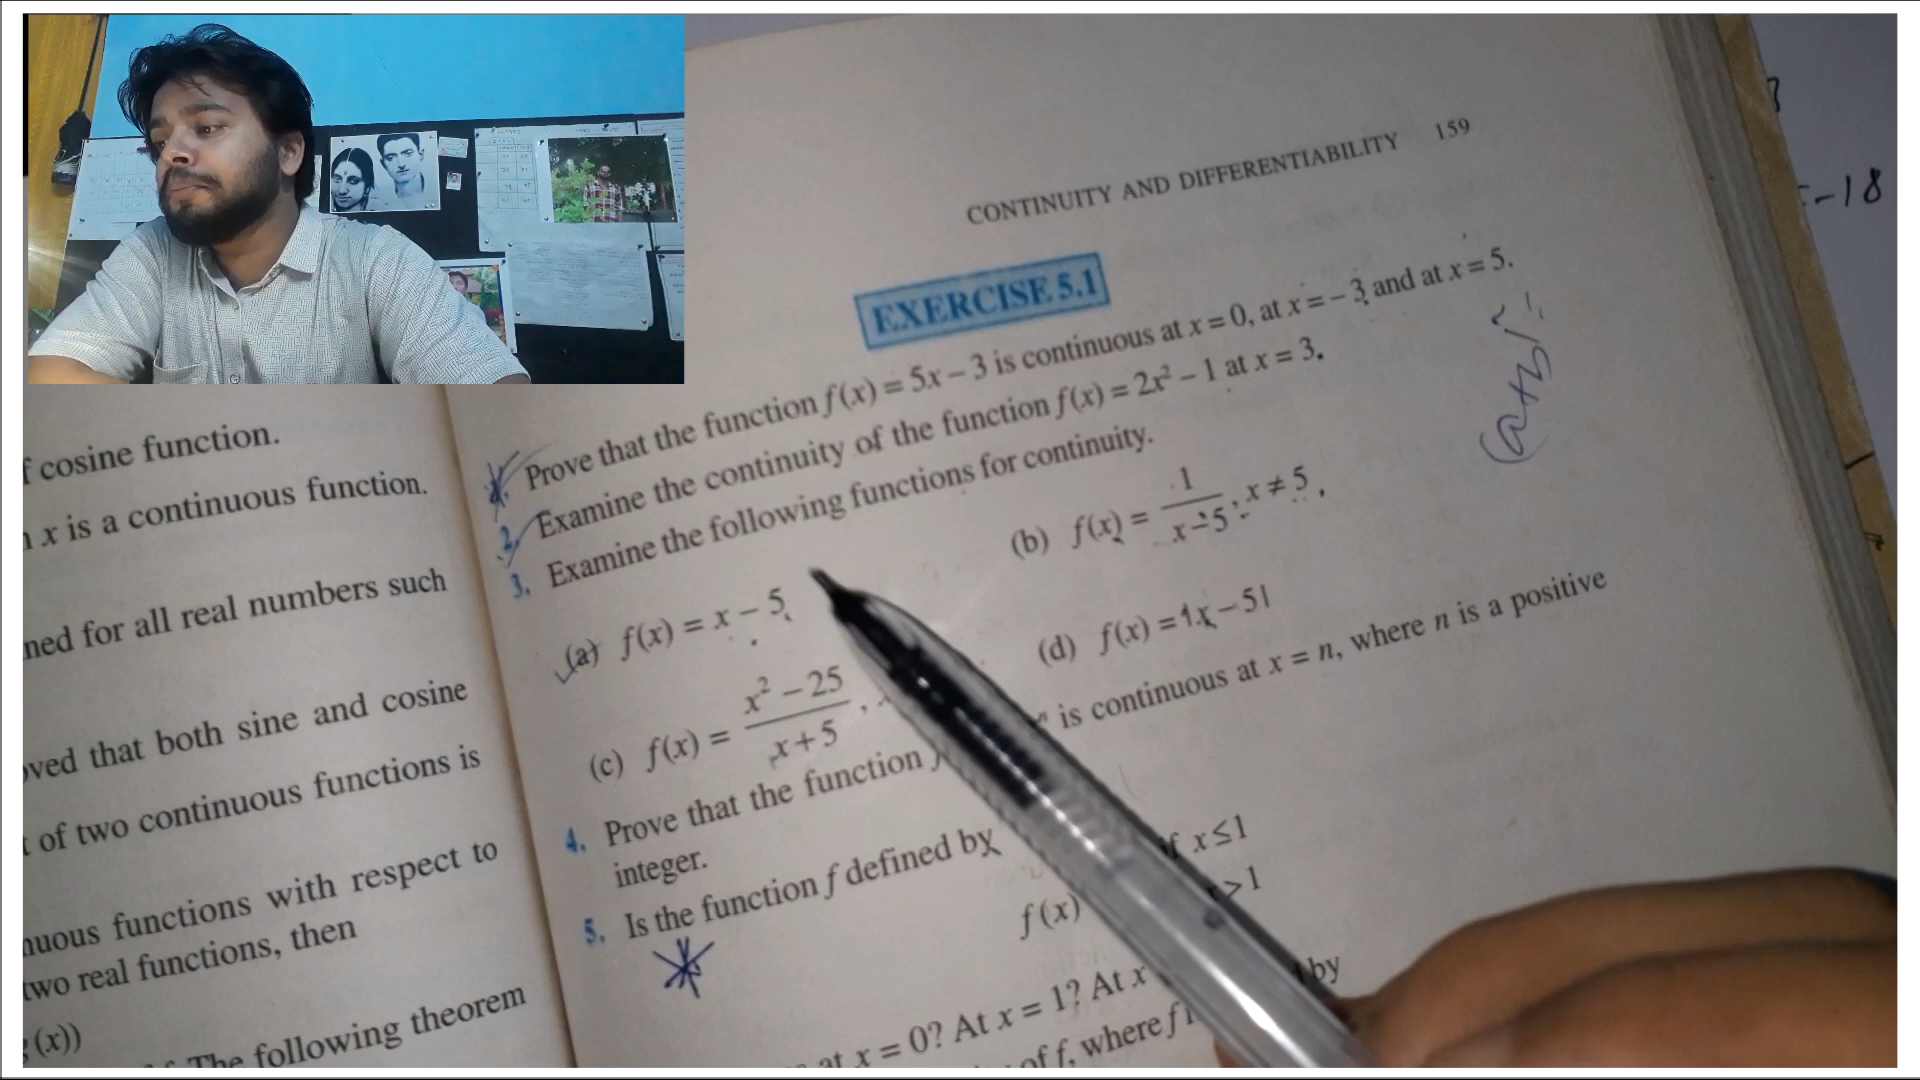 CONTINUITY AND DIFFERENTIABILITY 159
EXERCISE 5.1
1. Prove that the function f(x) = 5x – 3 is continuous at x = 0, at x = – 3 and at x = 5.
2. Examine the continuity of the function f(x) = 2x² – 1 at x = 3.
3. Examine the following functions for continuity.
(a) f(x) = x – 5
(b) f(x) = 1/(x – 5), x ≠ 5
(c) f(x) = (x² – 25)/(x + 5),
(d) f(x) = |x – 5|
4. Prove that the function is continuous at x = n, where n is a positive
integer.
5. Is the function f defined by
x ≤ 1
f(x)
> 1
at x = 0? At x = 1? At x
of f, where f
by
f cosine function.
x is a continuous function.
ned for all real numbers such
oved that both sine and cosine
t of two continuous functions is
nuous functions with respect to
two real functions, then
(x))
The following theorem
-18